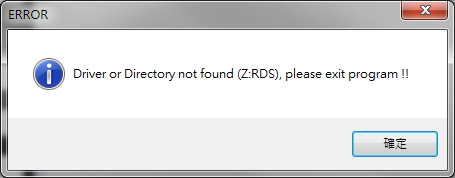 ERROR
Driver or Directory not found (Z:RDS), please exit program !!
確定